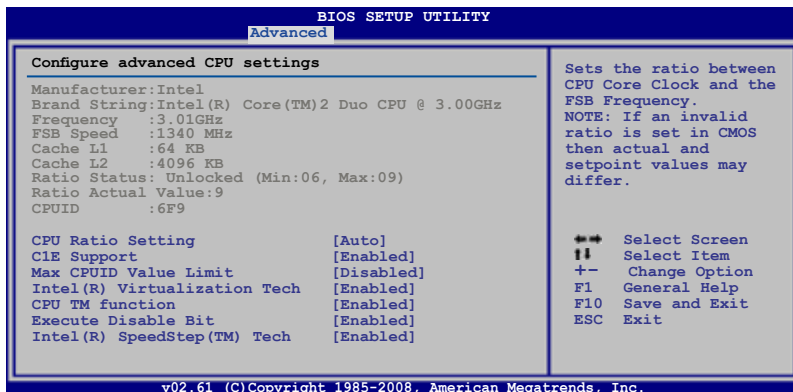 BIOS SETUP UTILITY
Advanced
Configure advanced CPU settings
Manufacturer:Intel
Brand String:Intel(R) Core(TM)2 Duo CPU @ 3.00GHz
Frequency :3.01GHz
FSB Speed :1340 MHz
Cache L1 :64 KB
Cache L2 :4096 KB
Ratio Status: Unlocked (Min:06, Max:09)
Ratio Actual Value:9
CPUID :6F9
CPU Ratio Setting [Auto]
C1E Support [Enabled]
Max CPUID Value Limit [Disabled]
Intel(R) Virtualization Tech [Enabled]
CPU TM function [Enabled]
Execute Disable Bit [Enabled]
Intel(R) SpeedStep(TM) Tech [Enabled]
Sets the ratio between
CPU Core Clock and the
FSB Frequency.
NOTE: If an invalid
ratio is set in CMOS
then actual and
setpoint values may
differ.
←→ Select Screen
↑↓ Select Item
+- Change Option
F1 General Help
F10 Save and Exit
ESC Exit
v02.61 (C)Copyright 1985-2008, American Megatrends, Inc.